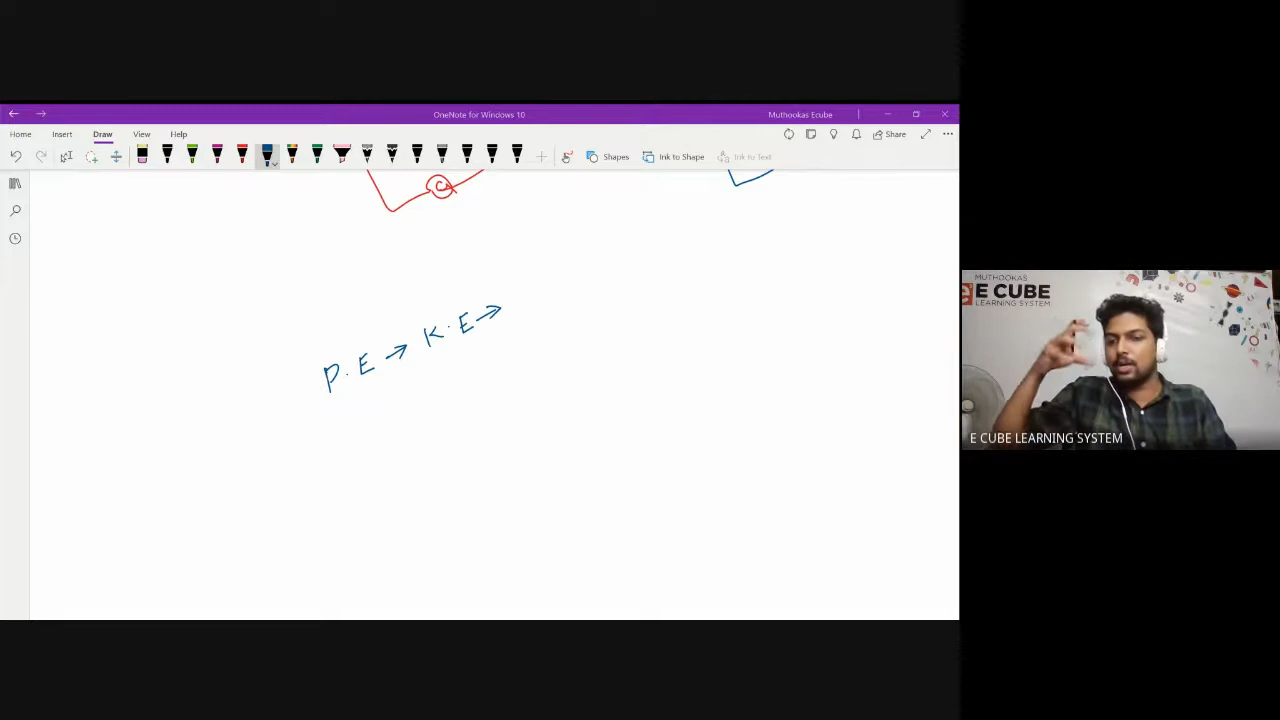 OneNote for Windows 10
Muthookas Ecube
Home Insert Draw View Help
Share
Shapes Ink to Shape Ink to Text
G
P.E → K.E →
MUTHOOKAS
e E CUBE
LEARNING SYSTEM
E CUBE LEARNING SYSTEM